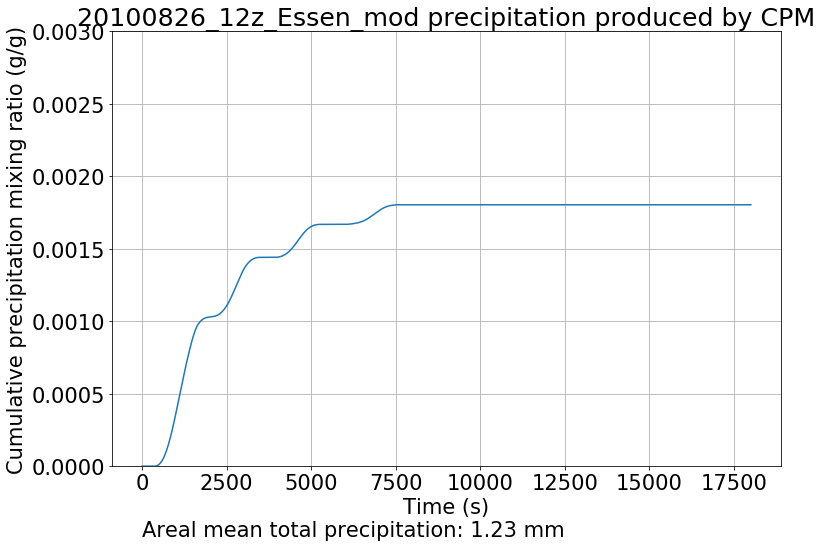 20100826_12z_Essen_mod precipitation produced by CPM
Cumulative precipitation mixing ratio (g/g)
0.0030
0.0025
0.0020
0.0015
0.0010
0.0005
0.0000
0 2500 5000 7500 10000 12500 15000 17500
Time (s)
Areal mean total precipitation: 1.23 mm